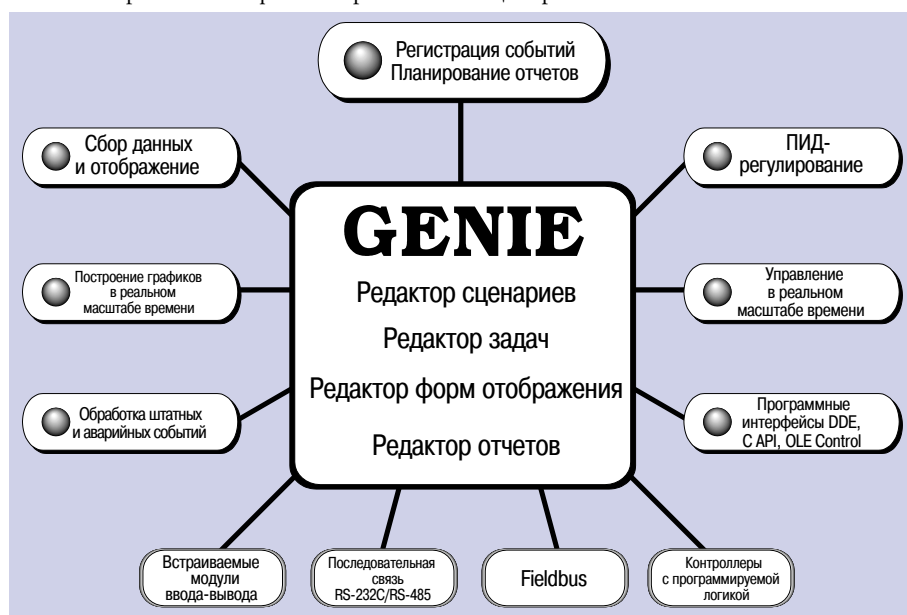 Регистрация событий
Планирование отчетов
Сбор данных
и отображение
ПИД-
регулирование
GENIE
Редактор сценариев
Редактор задач
Редактор форм отображения
Редактор отчетов
Построение графиков
в реальном
масштабе времени
Управление
в реальном
масштабе времени
Обработка штатных
и аварийных событий
Программные
интерфейсы DDE,
C API, OLE Control
Встраиваемые
модули
ввода-вывода
Последовательная
связь
RS-232C/RS-485
Fieldbus
Контроллеры
с программируемой
логикой